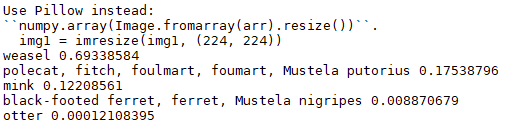 Use Pillow instead:
``numpy.array(Image.fromarray(arr).resize())``.
  img1 = imresize(img1, (224, 224))
weasel 0.69338584
polecat, fitch, foulmart, foumart, Mustela putorius 0.17538796
mink 0.12208561
black-footed ferret, ferret, Mustela nigripes 0.008870679
otter 0.00012108395